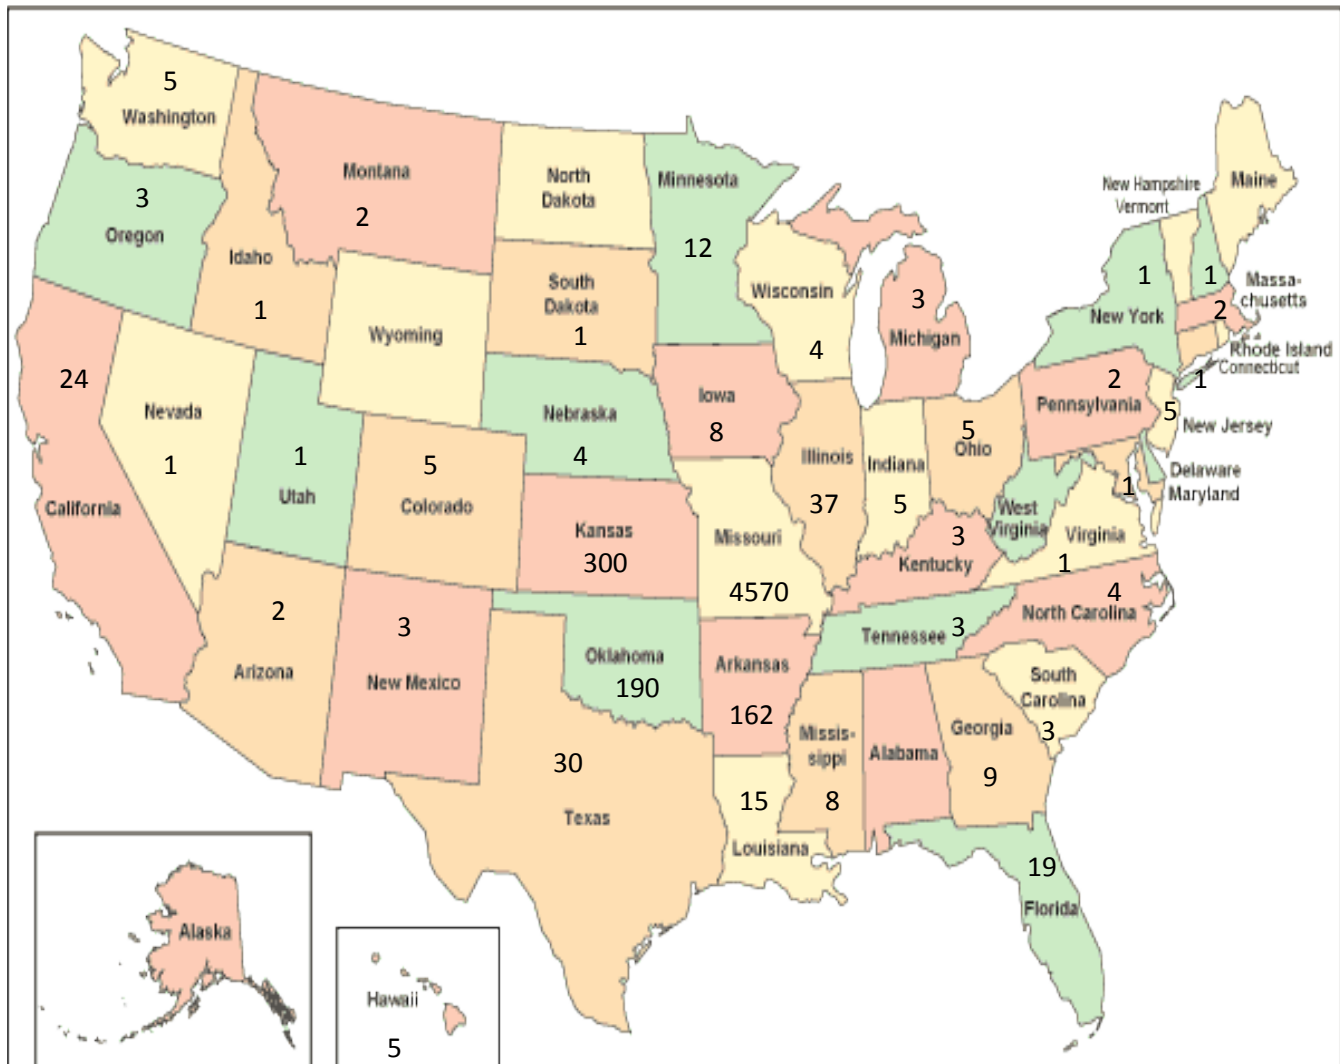 5
Washington
3
Oregon
Idaho
1
Montana
2
North
Dakota
South
Dakota
1
Wyoming
24
California
Nevada
1
1
Utah
5
Colorado
2
Arizona
3
New Mexico
Nebraska
4
Kansas
300
Oklahoma
190
30
Texas
Minnesota
12
Iowa
8
Missouri
4570
Arkansas
162
15
Louisiana
Wisconsin
4
Illinois
37
3
Michigan
Indiana
5
5
Ohio
3
Kentucky
Tennessee 3
Missis-
sippi
8
Alabama
Georgia
9
19
Florida
South
Carolina
3
4
North Carolina
Virginia
1
West
Virginia
2
Pennsylvania
1
New York
New Hampshire
Vermont
1
Maine
Massa-
chusetts
2
Rhode Island
Connecticut
1
5
New Jersey
Delaware
Maryland
1
Alaska
Hawaii
5